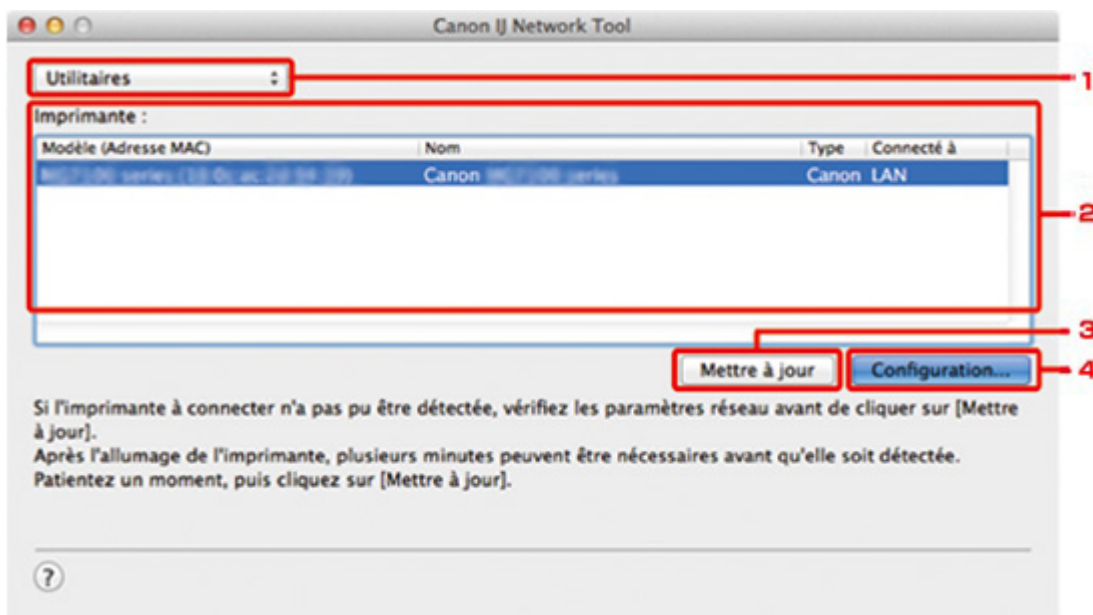 Canon IJ Network Tool
Utilitaires
1
Imprimante :
Modèle (Adresse MAC) Nom Type Connecté à
Canon Canon LAN
2
3
Mettre à jour Configuration...
4
Si l'imprimante à connecter n'a pas pu être détectée, vérifiez les paramètres réseau avant de cliquer sur [Mettre
à jour].
Après l'allumage de l'imprimante, plusieurs minutes peuvent être nécessaires avant qu'elle soit détectée.
Patientez un moment, puis cliquez sur [Mettre à jour].
?